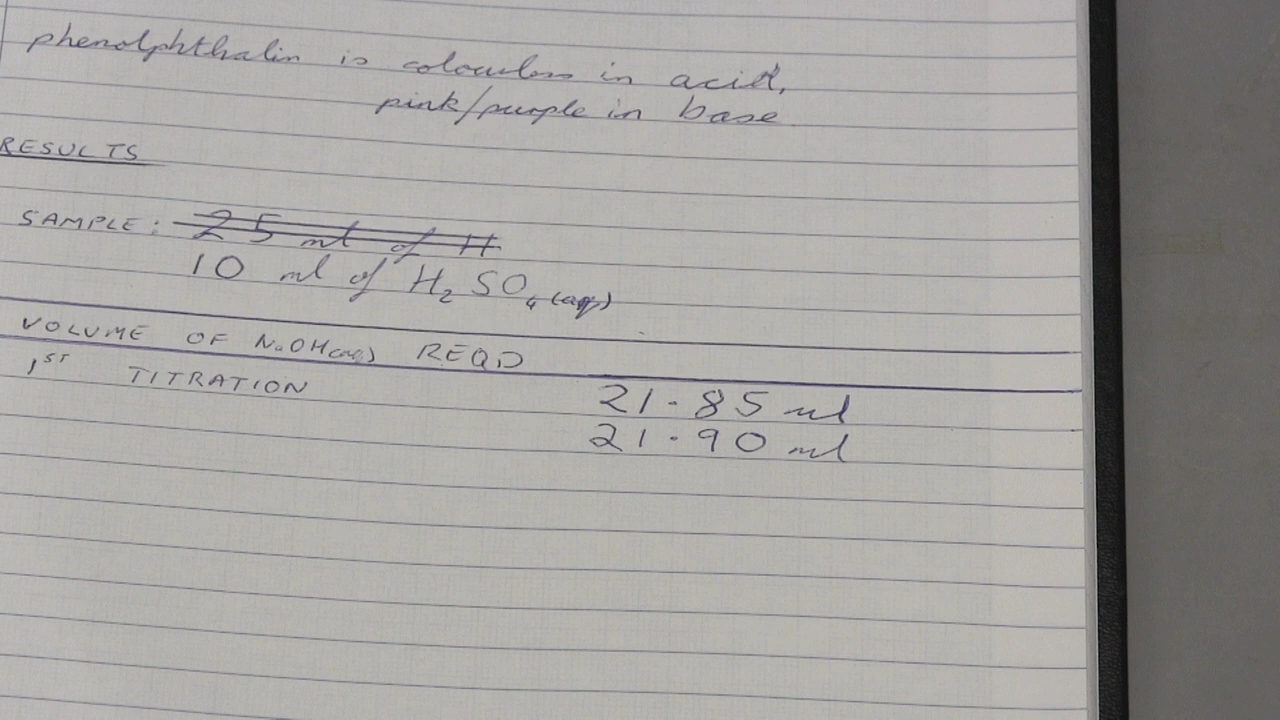 phenolphthalin is colourless in acid,
pink/purple in base
RESULTS
SAMPLE: 25 ml of H
10 ml of H₂SO₄(aq)
VOLUME OF NaOH(aq) REQD
1ST TITRATION 21.85 ml
21.90 ml